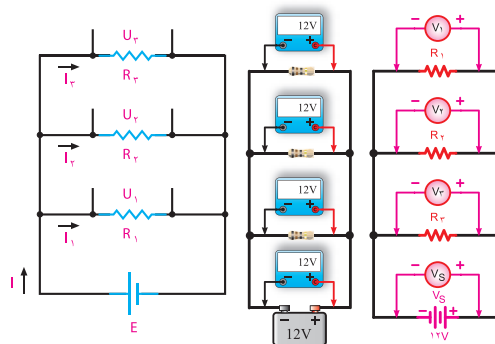 U۳
R۳
I۳
U۲
R۲
I۲
U۱
R۱
I۱
I
E
12V
− +
12V
− +
12V
− +
12V
− +
− +
12V
− V۱ +
R۱
− V۲ +
R۲
− V۳ +
R۳
− VS +
VS
− +
۱۲V